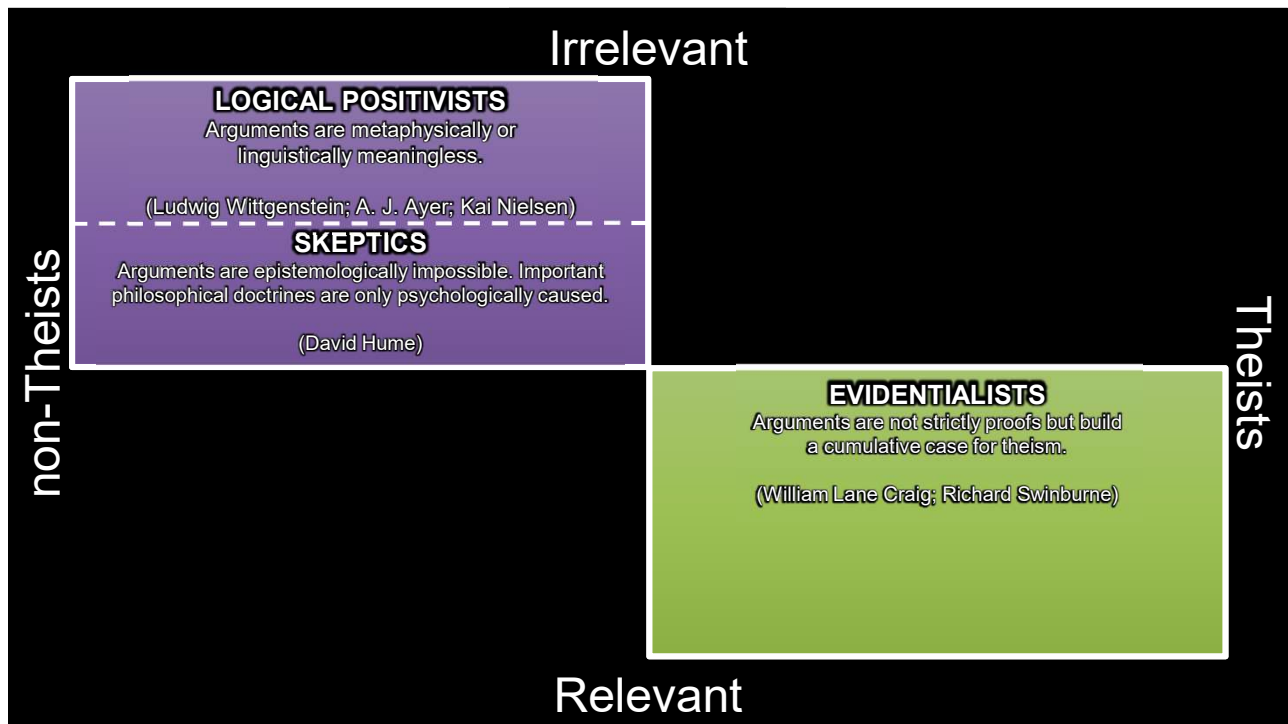 Irrelevant
LOGICAL POSITIVISTS
Arguments are metaphysically or
linguistically meaningless.
(Ludwig Wittgenstein; A. J. Ayer; Kai Nielsen)
SKEPTICS
Arguments are epistemologically impossible. Important
philosophical doctrines are only psychologically caused.
(David Hume)
non-Theists
Theists
EVIDENTIALISTS
Arguments are not strictly proofs but build
a cumulative case for theism.
(William Lane Craig; Richard Swinburne)
Relevant